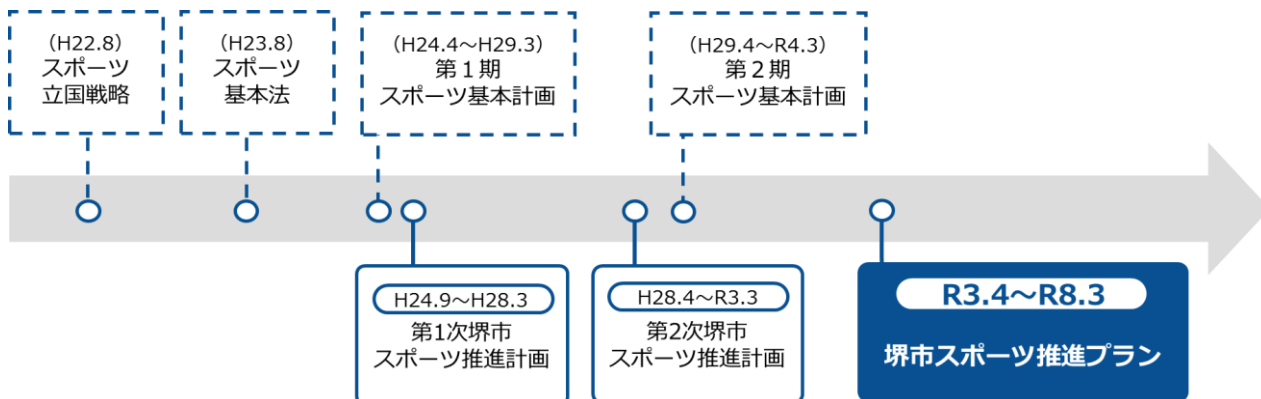 （H22.8）
スポーツ
立国戦略
（H23.8）
スポーツ
基本法
（H24.4～H29.3）
第１期
スポーツ基本計画
（H29.4～R4.3）
第２期
スポーツ基本計画
H24.9～H28.3
第1次堺市
スポーツ推進計画
H28.4～R3.3
第2次堺市
スポーツ推進計画
R3.4～R8.3
堺市スポーツ推進プラン